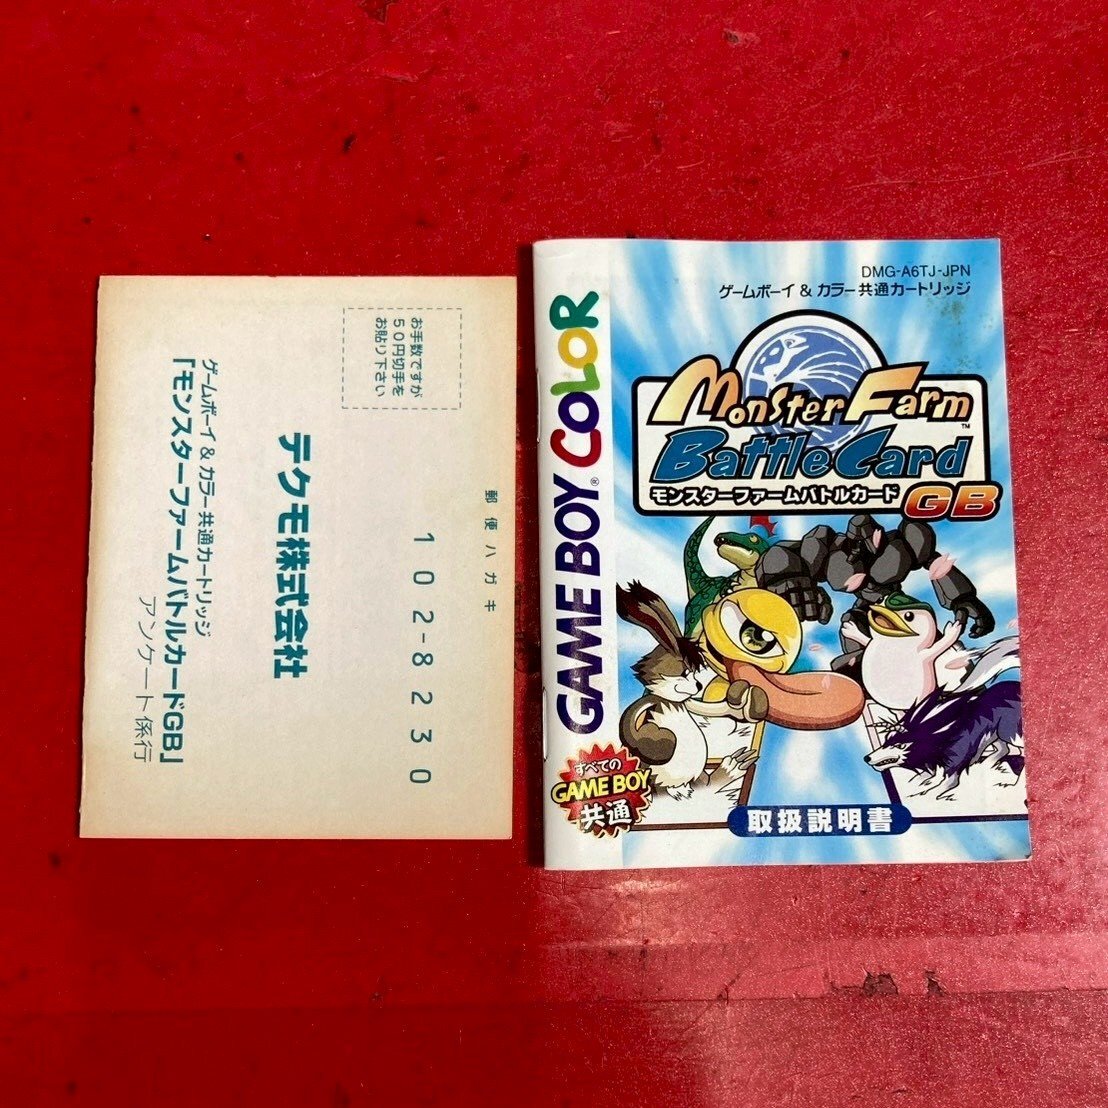 お手数ですが
50円切手を
お貼り下さい
郵便ハガキ
102-8230
テクモ株式会社
ゲームボーイ&カラー共通カートリッジ
「モンスターファームバトルカードGB」
アンケート係行
DMG-A6TJ-JPN
ゲームボーイ&カラー共通カートリッジ
GAME BOY COLOR
Monster Farm
Battle Card
モンスターファームバトルカード GB
すべての
GAME BOY
共通
取扱説明書